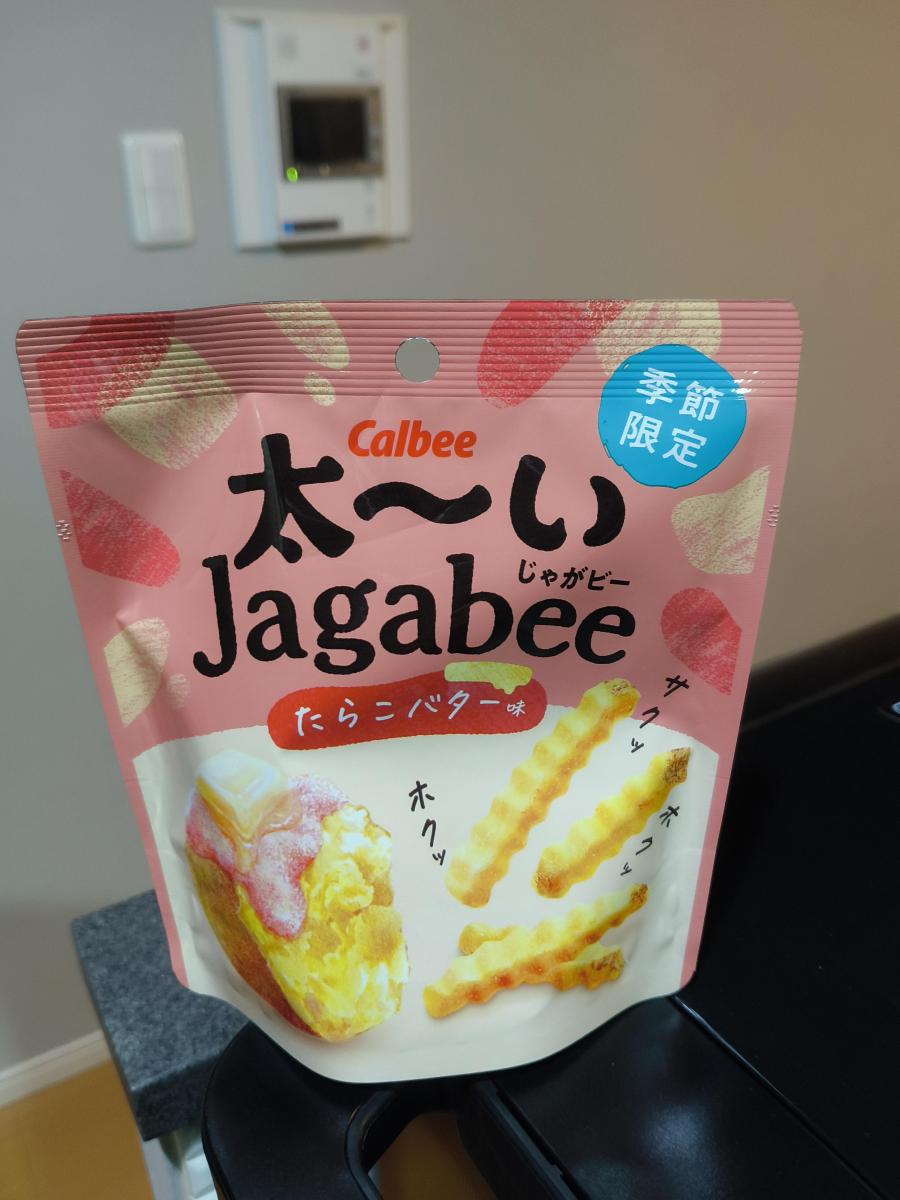 季節
限定
Calbee
太〜い
じゃがビー
Jagabee
たらこバター味
サクッ
ホクッ
ホクッ